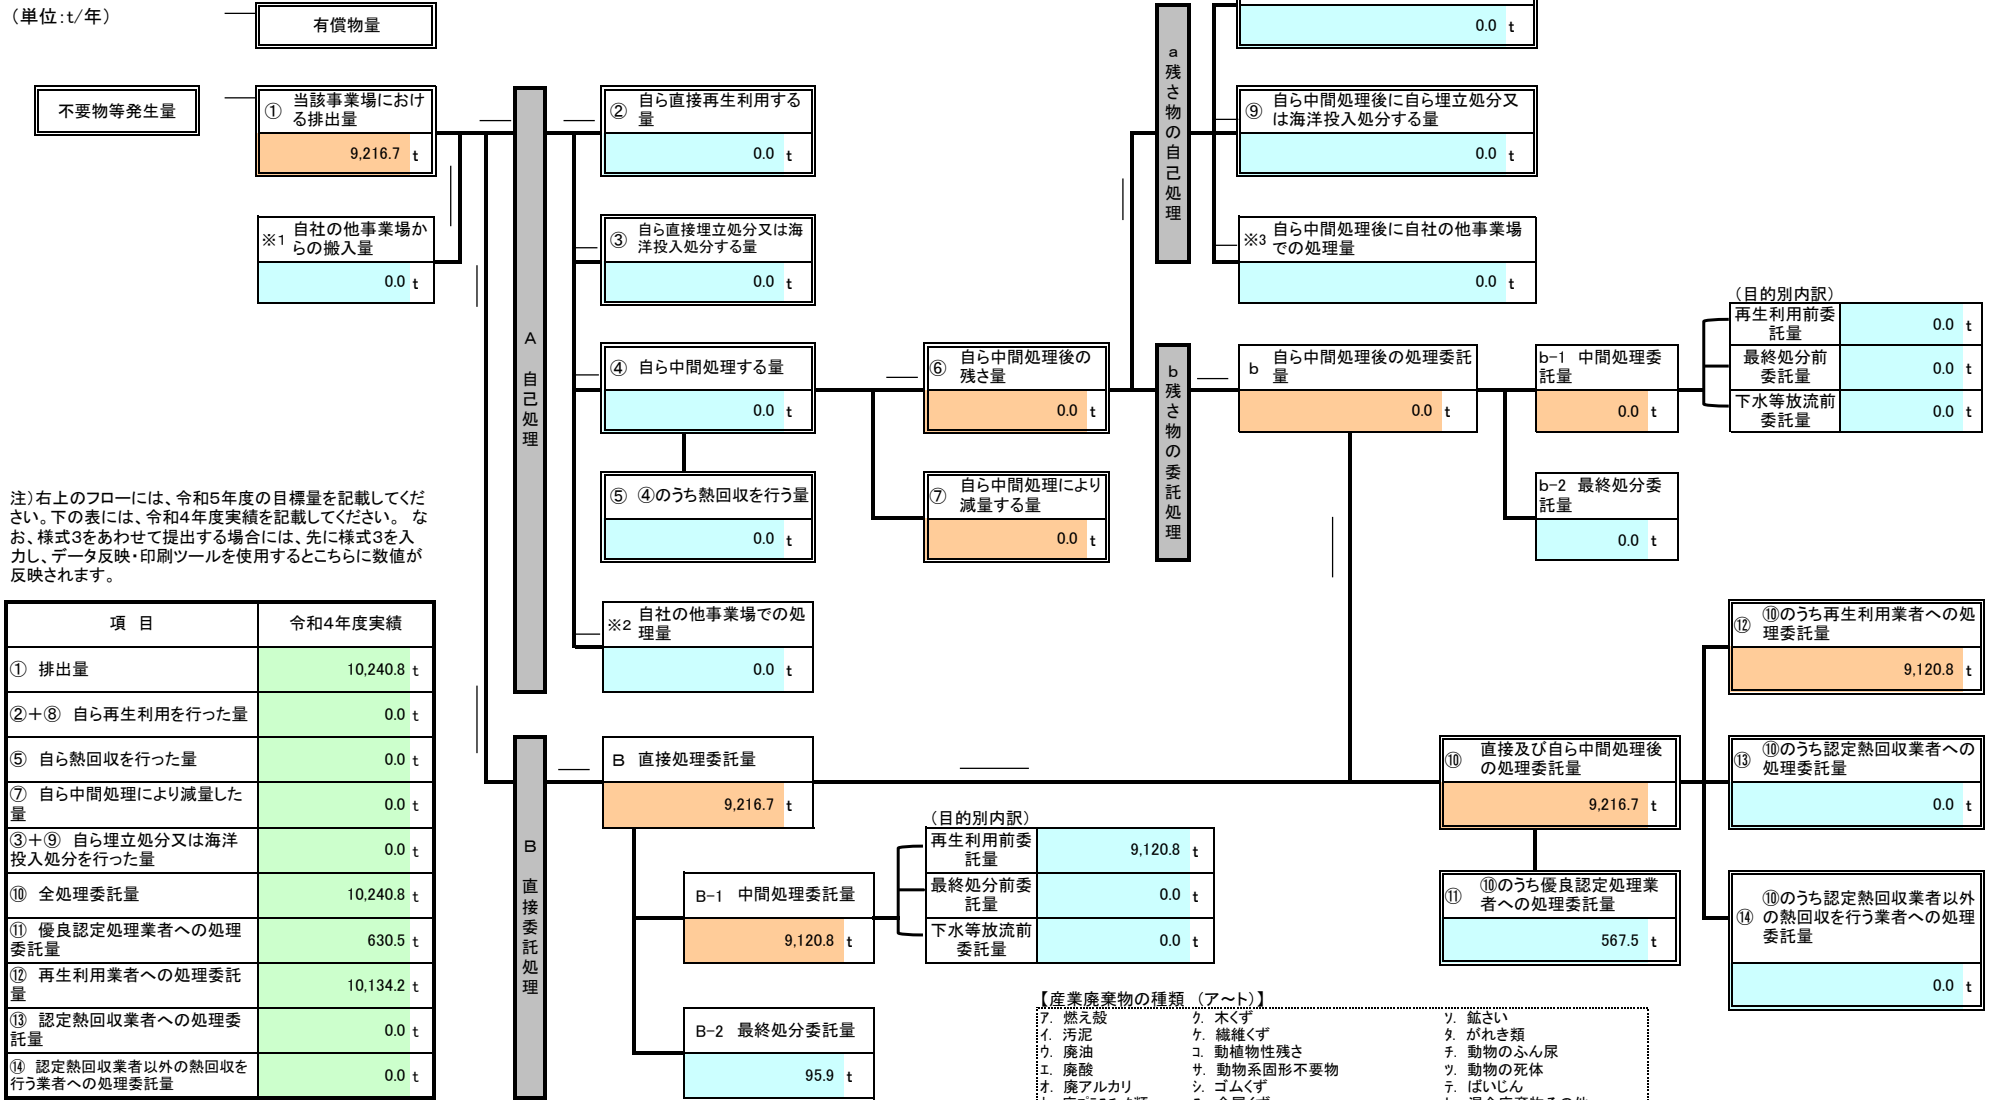 （単位：t/年）
有償物量
不要物等発生量
① 当該事業場におけ
る排出量
9,216.7 t
※1 自社の他事業場か
らの搬入量
0.0 t
A 自己処理
② 自ら直接再生利用する
量
0.0 t
③ 自ら直接埋立処分又は海
洋投入処分する量
0.0 t
④ 自ら中間処理する量
0.0 t
⑤ ④のうち熱回収を行う量
0.0 t
※2 自社の他事業場での処
理量
0.0 t
⑥ 自ら中間処理後の
残さ量
0.0 t
⑦ 自ら中間処理により
減量する量
0.0 t
a 残さ物の自己処理
0.0 t
⑨ 自ら中間処理後に自ら埋立処分又
は海洋投入処分する量
0.0 t
※3 自ら中間処理後に自社の他事業場
での処理量
0.0 t
b 残さ物の委託処理
b 自ら中間処理後の処理委託
量
0.0 t
b-1 中間処理委
託量
0.0 t
（目的別内訳）
再生利用前委
託量
0.0 t
最終処分前
委託量
0.0 t
下水等放流前
委託量
0.0 t
b-2 最終処分委
託量
0.0 t
注）右上のフローには、令和５年度の目標量を記載してくだ
さい。下の表には、令和４年度実績を記載してください。 な
お、様式３をあわせて提出する場合には、先に様式３を入
力し、データ反映・印刷ツールを使用するとこちらに数値が
反映されます。
項 目 令和４年度実績
① 排出量 10,240.8 t
②＋⑧ 自ら再生利用を行った量 0.0 t
⑤ 自ら熱回収を行った量 0.0 t
⑦ 自ら中間処理により減量した
量 0.0 t
③＋⑨ 自ら埋立処分又は海洋
投入処分を行った量 0.0 t
⑩ 全処理委託量 10,240.8 t
⑪ 優良認定処理業者への処理
委託量 630.5 t
⑫ 再生利用業者への処理委託
量 10,134.2 t
⑬ 認定熱回収業者への処理委
託量 0.0 t
⑭ 認定熱回収業者以外の熱回収を
行う業者への処理委託量 0.0 t
B 直接委託処理
B 直接処理委託量
9,216.7 t
B-1 中間処理委託量
9,120.8 t
（目的別内訳）
再生利用前委
託量
9,120.8 t
最終処分前委
託量
0.0 t
下水等放流前
委託量
0.0 t
B-2 最終処分委託量
95.9 t
⑩ 直接及び自ら中間処理後
の処理委託量
9,216.7 t
⑪ ⑩のうち優良認定処理業
者への処理委託量
567.5 t
⑫ ⑩のうち再生利用業者への処
理委託量
9,120.8 t
⑬ ⑩のうち認定熱回収業者への
処理委託量
0.0 t
⑭ ⑩のうち認定熱回収業者以外
の熱回収を行う業者への処理
委託量
0.0 t
【産業廃棄物の種類 （ア～ト）】
ア. 燃え殻 ク. 木くず ソ. 鉱さい
イ. 汚泥 ケ. 繊維くず タ. がれき類
ウ. 廃油 コ. 動植物性残さ チ. 動物のふん尿
エ. 廃酸 サ. 動物系固形不要物 ツ. 動物の死体
オ. 廃アルカリ シ. ゴムくず テ. ばいじん